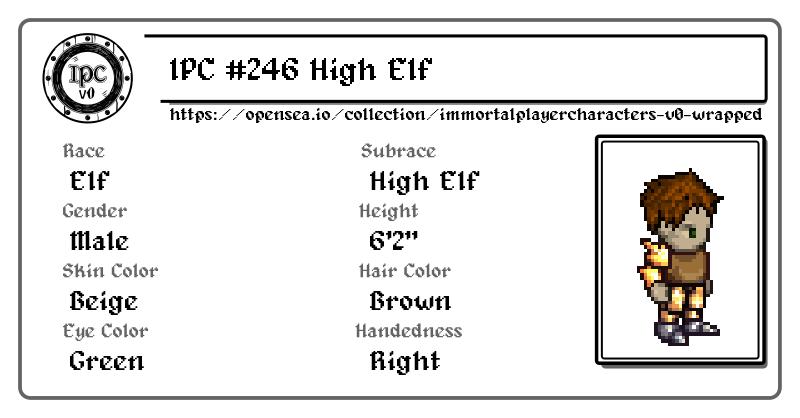 IPC v0
IPC #246 High Elf
https://opensea.io/collection/immortalplayercharacters-v0-wrapped
Race
Subrace
Elf
High Elf
Gender
Height
Male
6'2"
Skin Color
Hair Color
Beige
Brown
Eye Color
Handedness
Green
Right